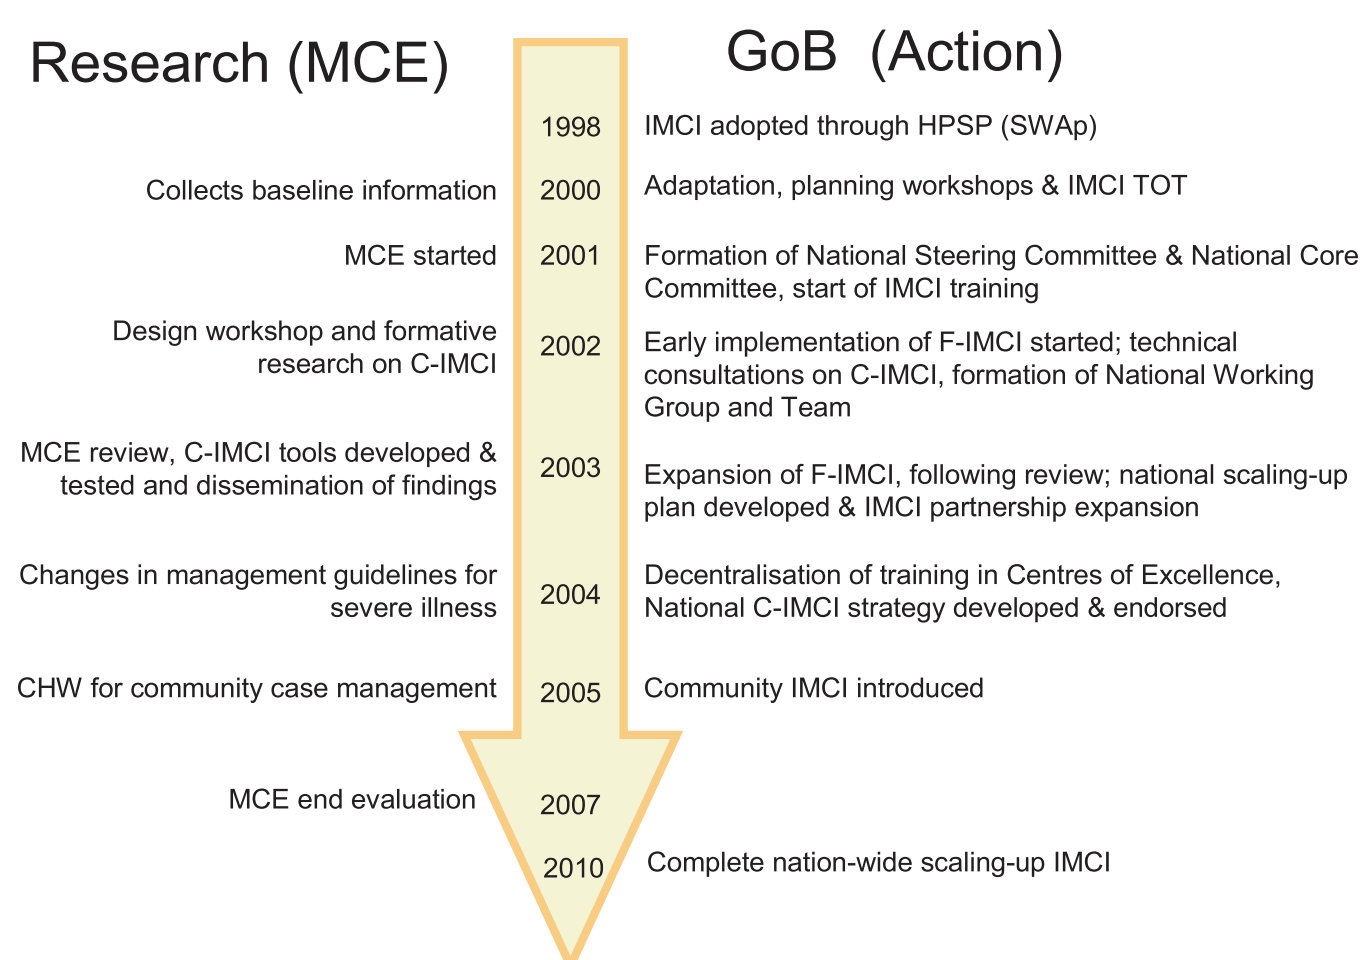 Research (MCE)
GoB (Action)
1998
IMCI adopted through HPSP (SWAp)
Collects baseline information
2000
Adaptation, planning workshops & IMCI TOT
MCE started
2001
Formation of National Steering Committee & National Core
Committee, start of IMCI training
Design workshop and formative
research on C-IMCI
2002
Early implementation of F-IMCI started; technical
consultations on C-IMCI, formation of National Working
Group and Team
MCE review, C-IMCI tools developed &
tested and dissemination of findings
2003
Expansion of F-IMCI, following review; national scaling-up
plan developed & IMCI partnership expansion
Changes in management guidelines for
severe illness
2004
Decentralisation of training in Centres of Excellence,
National C-IMCI strategy developed & endorsed
CHW for community case management
2005
Community IMCI introduced
MCE end evaluation
2007
2010
Complete nation-wide scaling-up IMCI